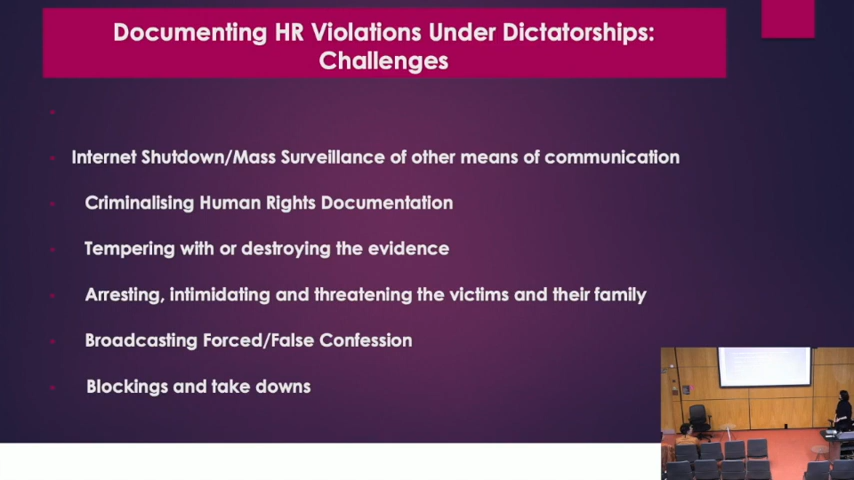 Documenting HR Violations Under Dictatorships:
Challenges
Internet Shutdown/Mass Surveillance of other means of communication
Criminalising Human Rights Documentation
Tempering with or destroying the evidence
Arresting, intimidating and threatening the victims and their family
Broadcasting Forced/False Confession
Blockings and take downs